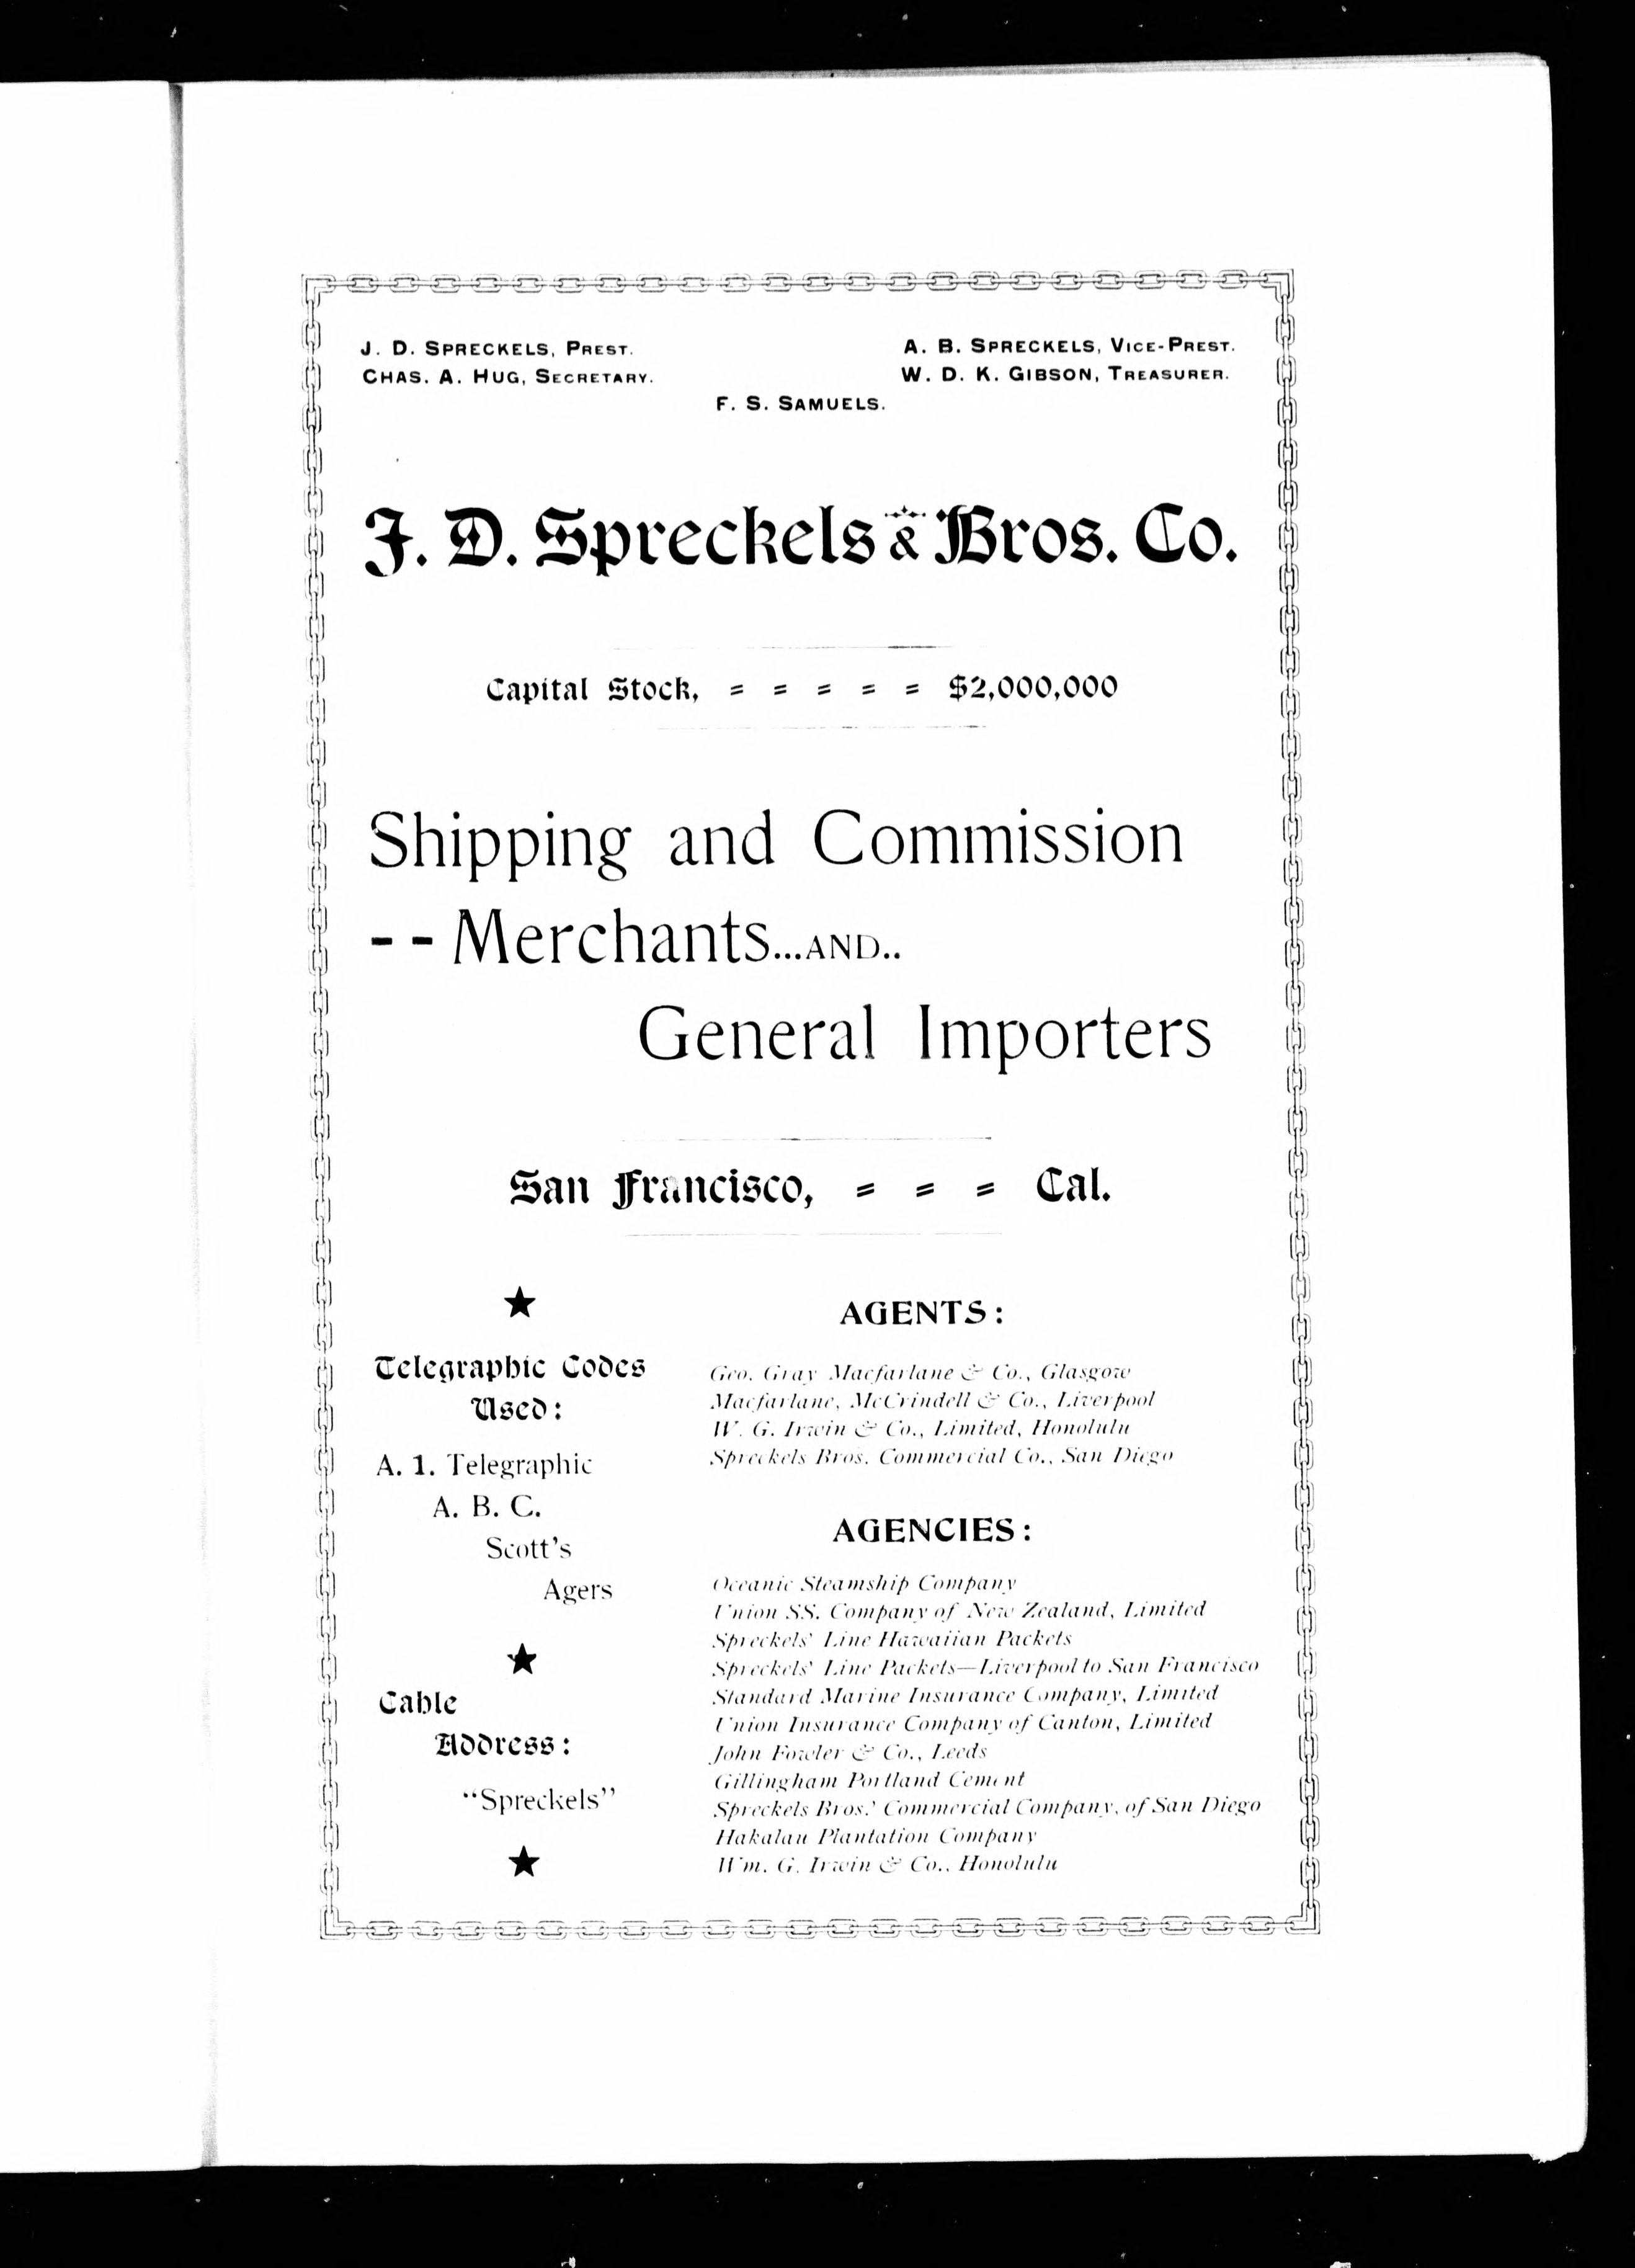 J. D. SPRECKELS, PREST.
A. B. SPRECKELS, VICE-PREST.
CHAS. A. HUG, SECRETARY.
W. D. K. GIBSON, TREASURER.
F. S. SAMUELS.
J. D. Spreckels & Bros. Co.
Capital Stock, = = = = = $2,000,000
Shipping and Commission
-- Merchants...AND..
General Importers
San Francisco, = = = Cal.
★
Telegraphic Codes
Used:
A. 1. Telegraphic
A. B. C.
Scott's
Agers
★
Cable
Address:
"Spreckels"
★
AGENTS:
Geo. Gray Macfarlane & Co., Glasgow
Macfarlane, McCrindell & Co., Liverpool
W. G. Irwin & Co., Limited, Honolulu
Spreckels Bros. Commercial Co., San Diego
AGENCIES:
Oceanic Steamship Company
Union SS. Company of New Zealand, Limited
Spreckels' Line Hawaiian Packets
Spreckels' Line Packets—Liverpool to San Francisco
Standard Marine Insurance Company, Limited
Union Insurance Company of Canton, Limited
John Fowler & Co., Leeds
Gillingham Portland Cement
Spreckels Bros.' Commercial Company, of San Diego
Hakalau Plantation Company
Wm. G. Irwin & Co., Honolulu